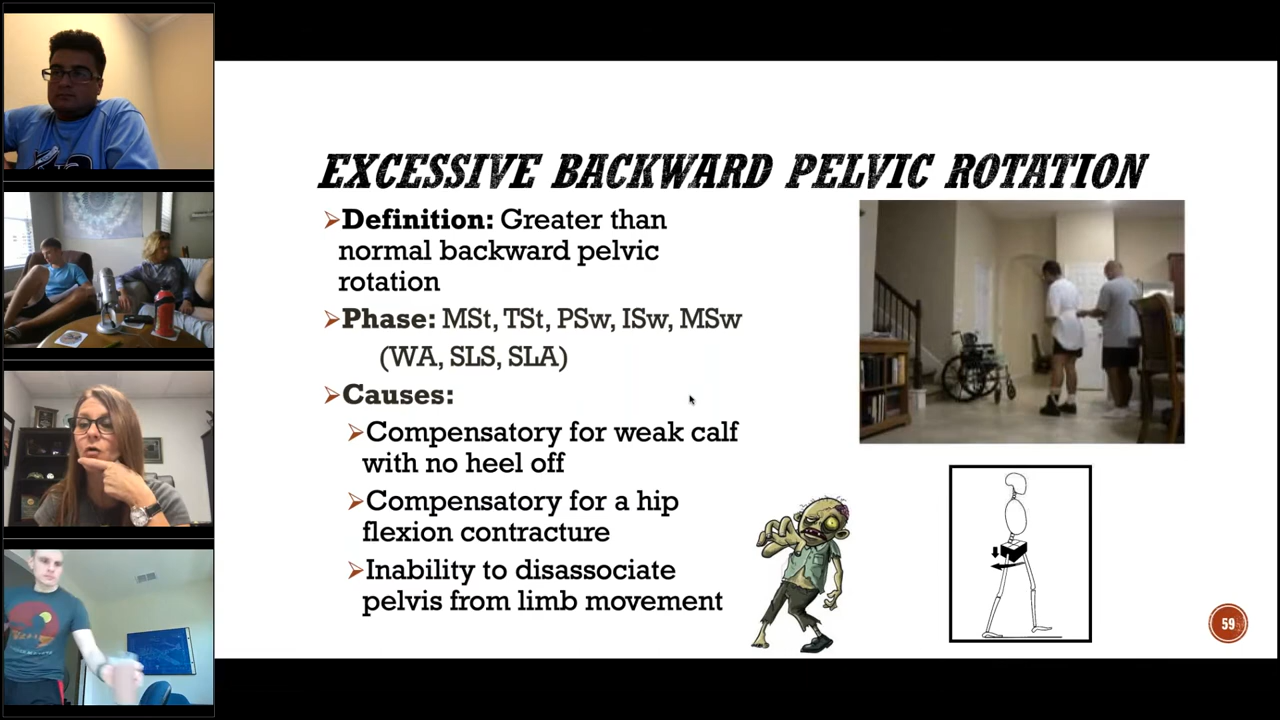 EXCESSIVE BACKWARD PELVIC ROTATION
Definition: Greater than
normal backward pelvic
rotation
Phase: MSt, TSt, PSw, ISw, MSw
(WA, SLS, SLA)
Causes:
Compensatory for weak calf
with no heel off
Compensatory for a hip
flexion contracture
Inability to disassociate
pelvis from limb movement
59